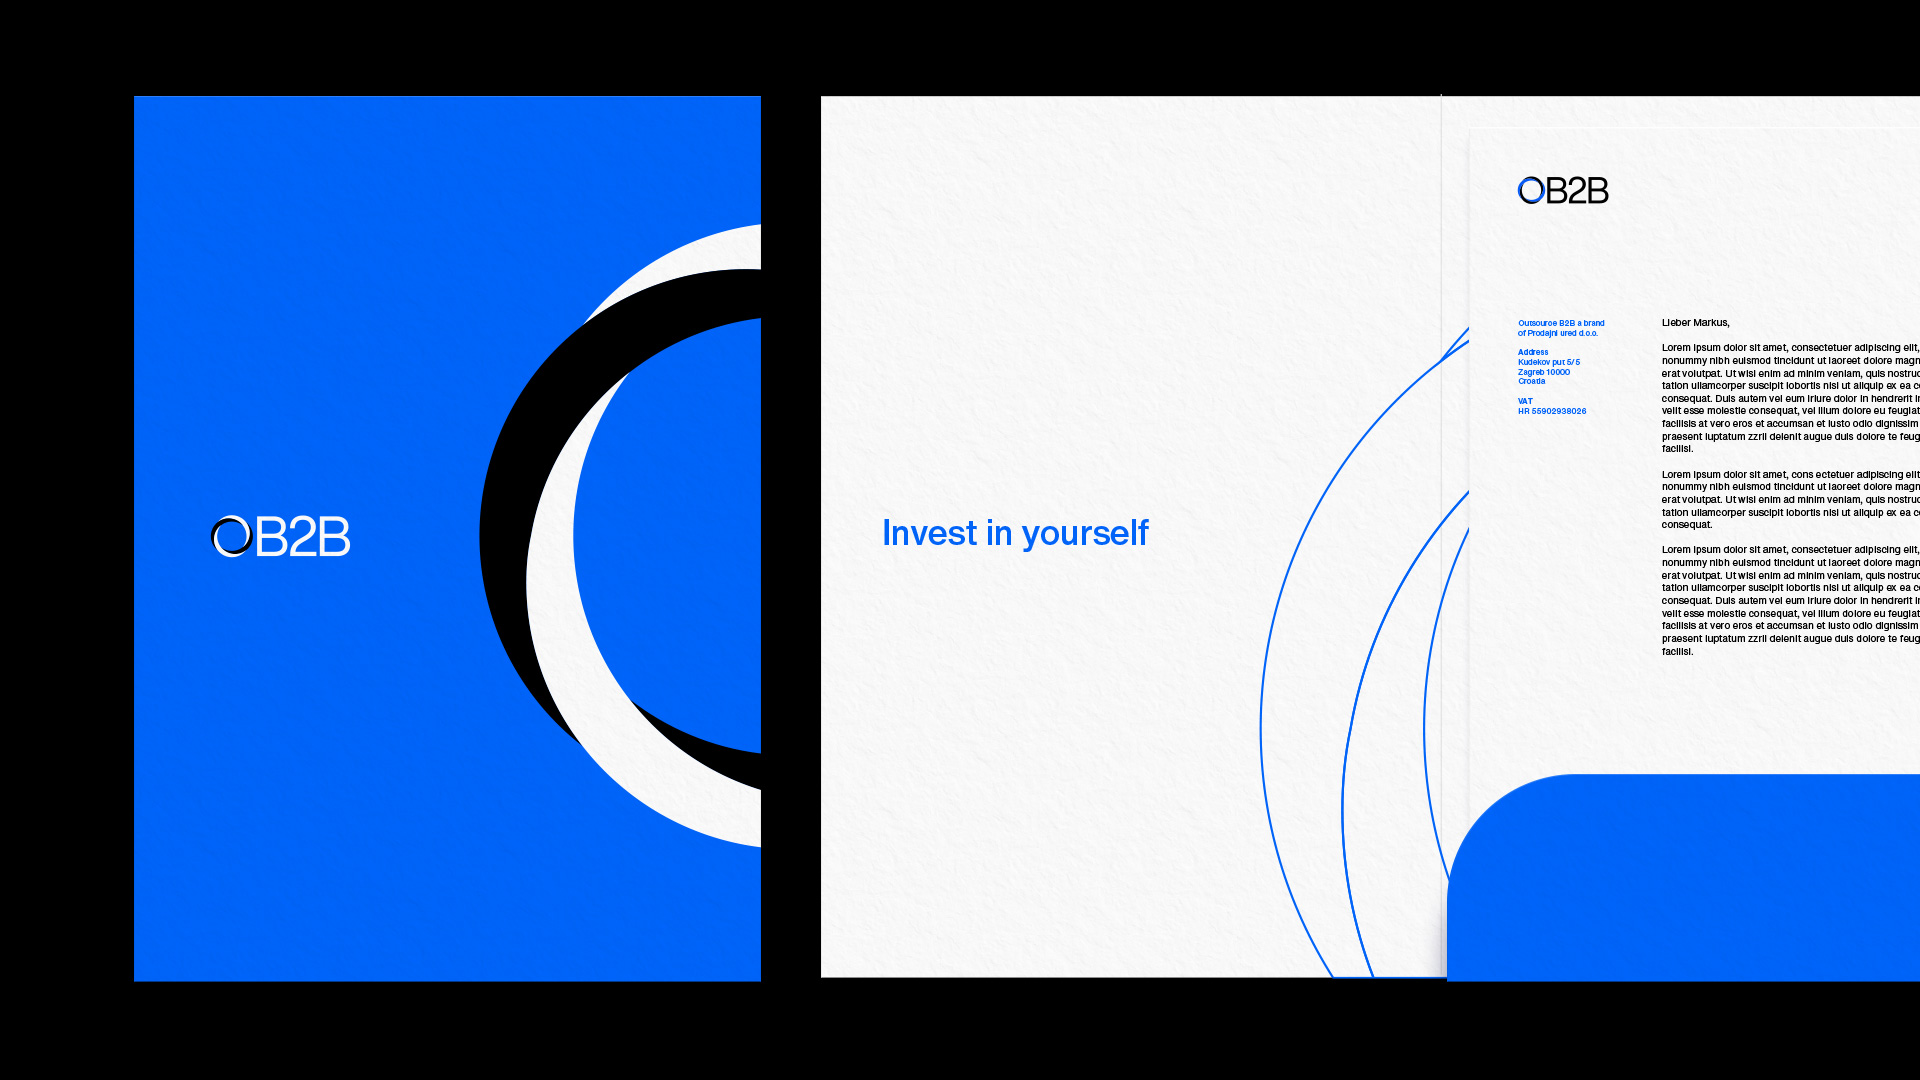 OB2B
Invest in yourself
OB2B
Outsource B2B a brand
of Prodajni ured d.o.o.
Address
Kudekov put 5/5
Zagreb 10000
Croatia
VAT
HR 55902938026
Lieber Markus,
Lorem ipsum dolor sit amet, consectetuer adipiscing elit,
nonummy nibh euismod tincidunt ut laoreet dolore magn
erat volutpat. Ut wisi enim ad minim veniam, quis nostrud
tation ullamcorper suscipit lobortis nisl ut aliquip ex ea co
consequat. Duis autem vel eum iriure dolor in hendrerit in
velit esse molestie consequat, vel illum dolore eu feugiat
facilisis at vero eros et accumsan et iusto odio dignissim
praesent luptatum zzril delenit augue duis dolore te feug
facilisi.
Lorem ipsum dolor sit amet, cons ectetuer adipiscing elit
nonummy nibh euismod tincidunt ut laoreet dolore magn
erat volutpat. Ut wisi enim ad minim veniam, quis nostrud
tation ullamcorper suscipit lobortis nisl ut aliquip ex ea co
consequat.
Lorem ipsum dolor sit amet, consectetuer adipiscing elit,
nonummy nibh euismod tincidunt ut laoreet dolore magn
erat volutpat. Ut wisi enim ad minim veniam, quis nostrud
tation ullamcorper suscipit lobortis nisl ut aliquip ex ea co
consequat. Duis autem vel eum iriure dolor in hendrerit in
velit esse molestie consequat, vel illum dolore eu feugiat
facilisis at vero eros et accumsan et iusto odio dignissim
praesent luptatum zzril delenit augue duis dolore te feug
facilisi.